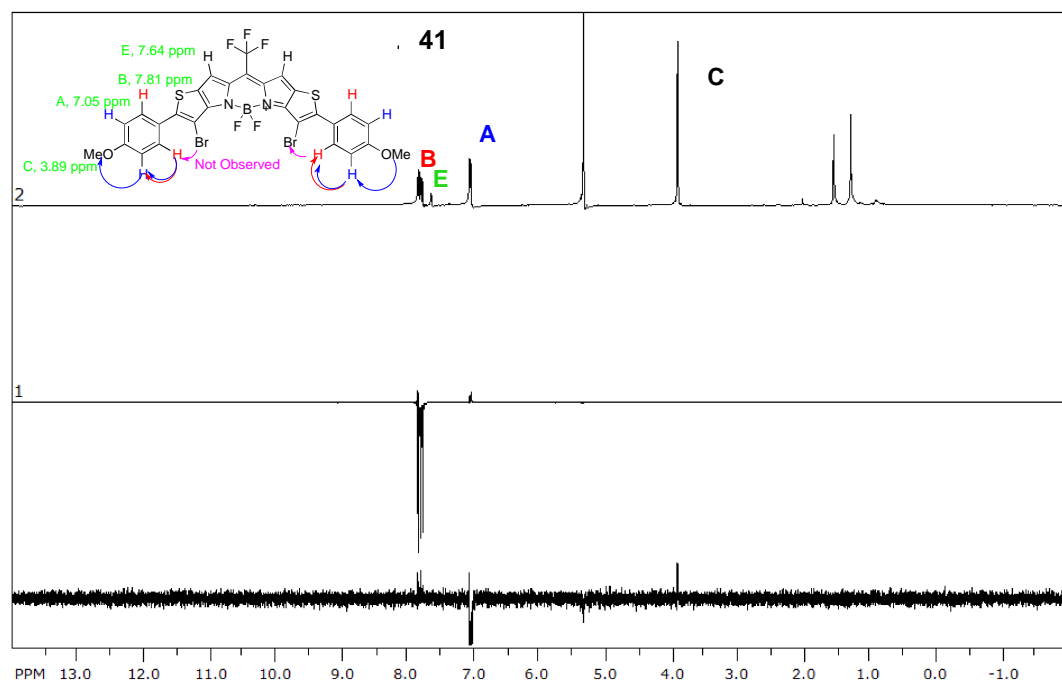 41
F
F
F
E, 7.64 ppm
H
H
B, 7.81 ppm
A, 7.05 ppm
H
H
H
S
S
H
N
N+
B
F
F
Br
Br
MeO
OMe
H
H
Not Observed
C, 3.89 ppm
H
H
C
A
B
E
2
1
PPM 13.0 12.0 11.0 10.0 9.0 8.0 7.0 6.0 5.0 4.0 3.0 2.0 1.0 0.0 -1.0